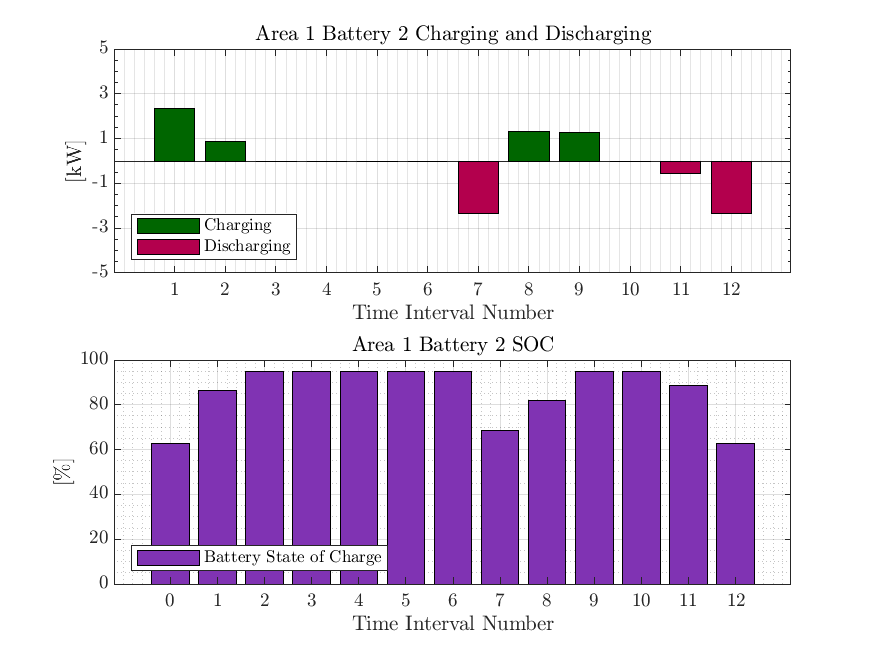 Area 1 Battery 2 Charging and Discharging
5
3
1
-1
-3
-5
[kW]
Charging
Discharging
1 2 3 4 5 6 7 8 9 10 11 12
Time Interval Number
Area 1 Battery 2 SOC
100
80
60
40
20
0
[%]
Battery State of Charge
0 1 2 3 4 5 6 7 8 9 10 11 12
Time Interval Number